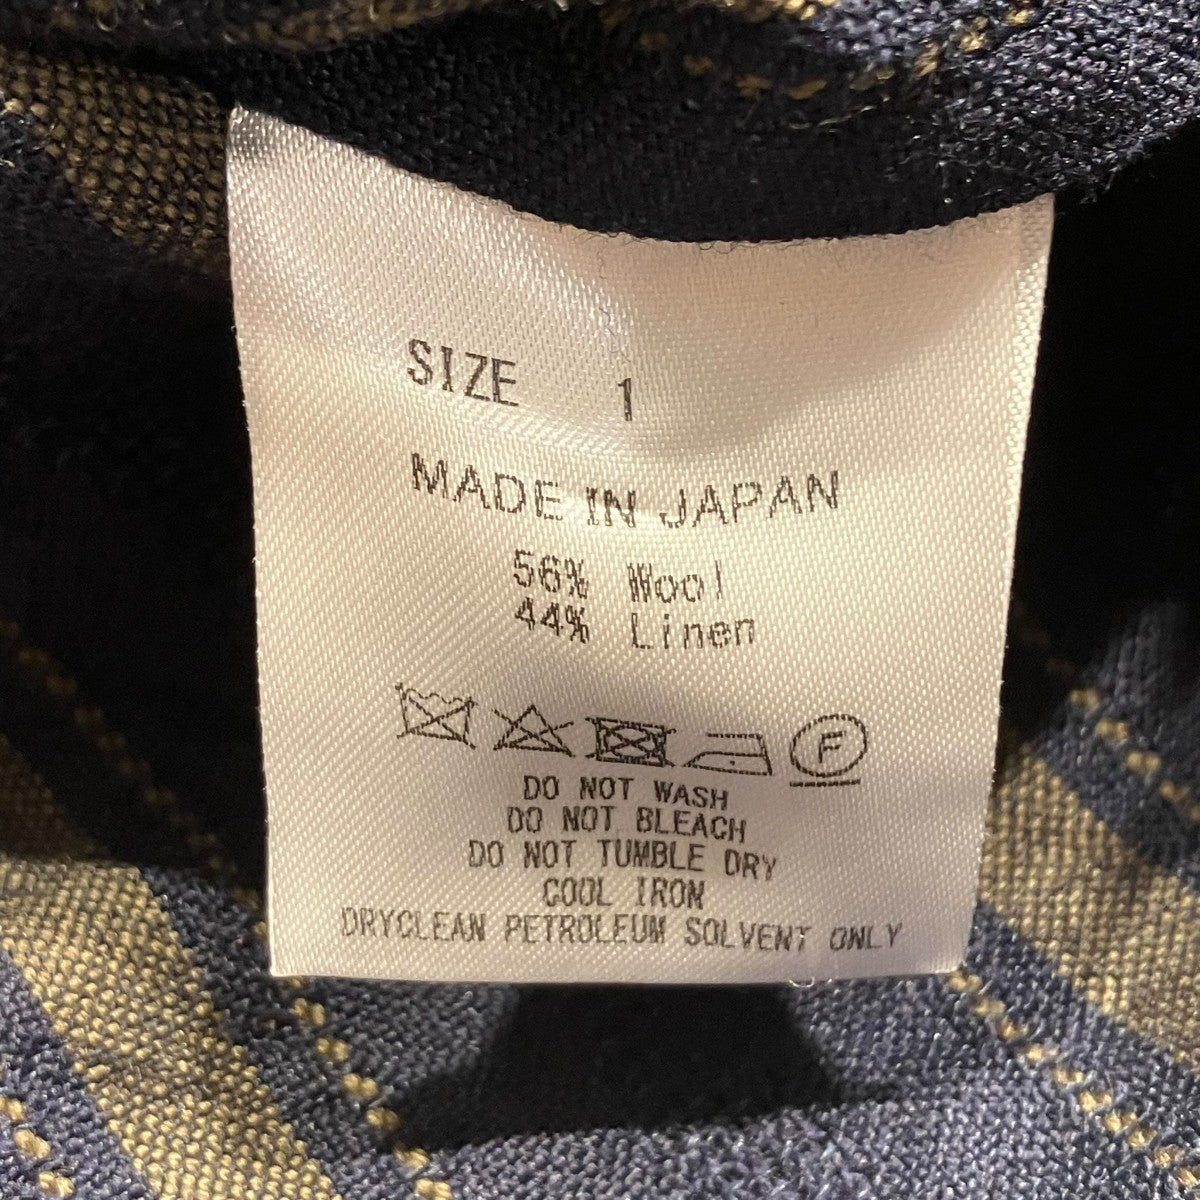 SIZE 1
MADE IN JAPAN
56% Wool
44% Linen
F
DO NOT WASH
DO NOT BLEACH
DO NOT TUMBLE DRY
COOL IRON
DRYCLEAN PETROLEUM SOLVENT ONLY